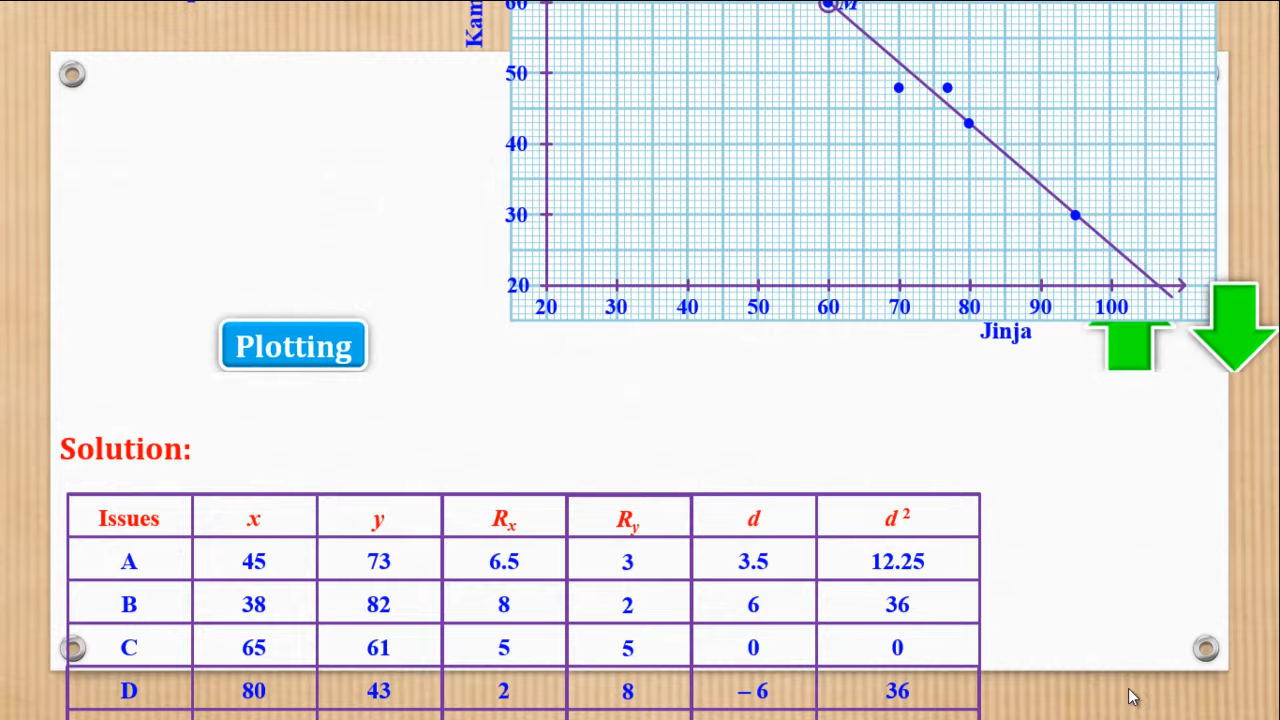 60
M
Kam
50
40
30
20
20 30 40 50 60 70 80 90 100
Jinja
Plotting
Solution:
Issues x y Rx Ry d d²
A 45 73 6.5 3 3.5 12.25
B 38 82 8 2 6 36
C 65 61 5 5 0 0
D 80 43 2 8 – 6 36